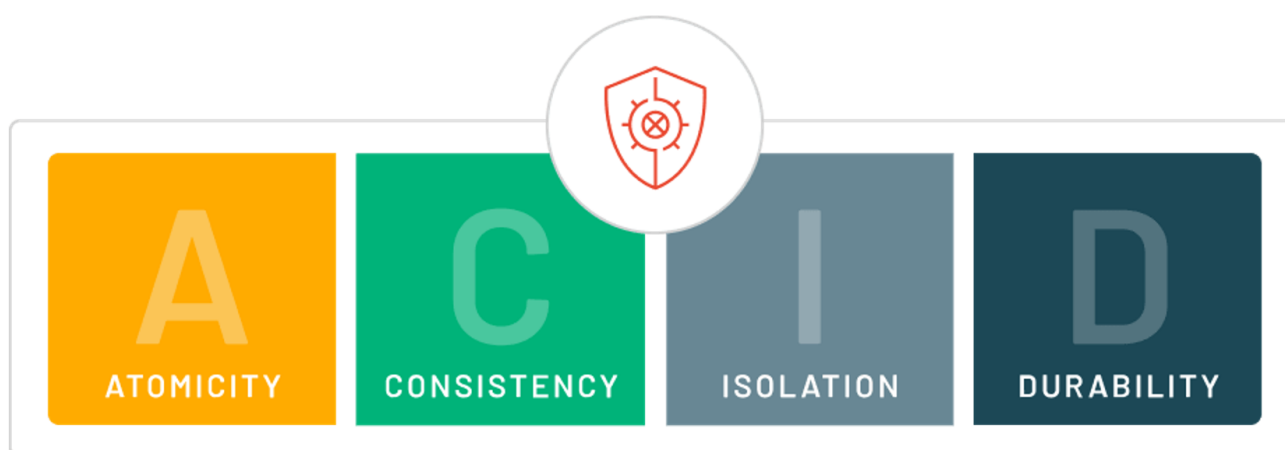 A
ATOMICITY
C
CONSISTENCY
I
ISOLATION
D
DURABILITY